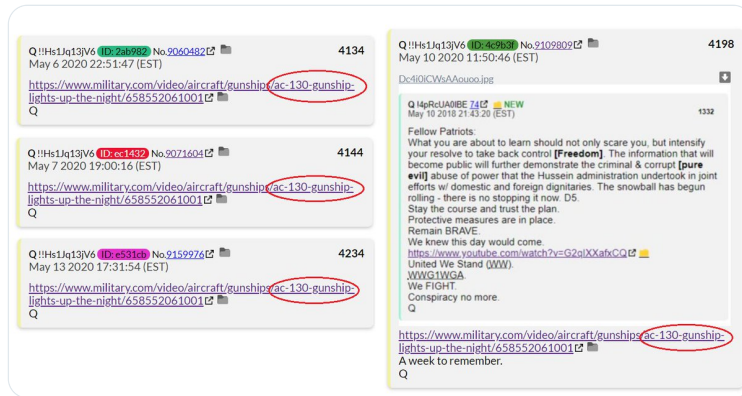 Q !!Hs1Jq13jV6 ID: 2ab982 No.9060482 4134
May 6 2020 22:51:47 (EST)
https://www.military.com/video/aircraft/gunships/ac-130-gunship-
lights-up-the-night/658552061001
Q
Q !!Hs1Jq13jV6 ID: ec1432 No.9071604 4144
May 7 2020 19:00:16 (EST)
https://www.military.com/video/aircraft/gunships/ac-130-gunship-
lights-up-the-night/658552061001
Q
Q !!Hs1Jq13jV6 ID: e531cb No.9159976 4234
May 13 2020 17:31:54 (EST)
https://www.military.com/video/aircraft/gunships/ac-130-gunship-
lights-up-the-night/658552061001
Q
Q !!Hs1Jq13jV6 ID: 4c9b3f No.9109809 4198
May 10 2020 11:50:46 (EST)
Dc4i0iCWsAAouoo.jpg
Q !4pRcUA0lBE 74 NEW 1332
May 10 2018 21:43:20 (EST)
Fellow Patriots:
What you are about to learn should not only scare you, but intensify
your resolve to take back control [Freedom]. The information that will
become public will further demonstrate the criminal & corrupt [pure
evil] abuse of power that the Hussein administration undertook in joint
efforts w/ domestic and foreign dignitaries. The snowball has begun
rolling - there is no stopping it now. D5.
Stay the course and trust the plan.
Protective measures are in place.
Remain BRAVE.
We knew this day would come.
https://www.youtube.com/watch?v=G2qIXXafxCQ
United We Stand (WW).
WWG1WGA.
We FIGHT.
Conspiracy no more.
Q
https://www.military.com/video/aircraft/gunships/ac-130-gunship-
lights-up-the-night/658552061001
A week to remember.
Q